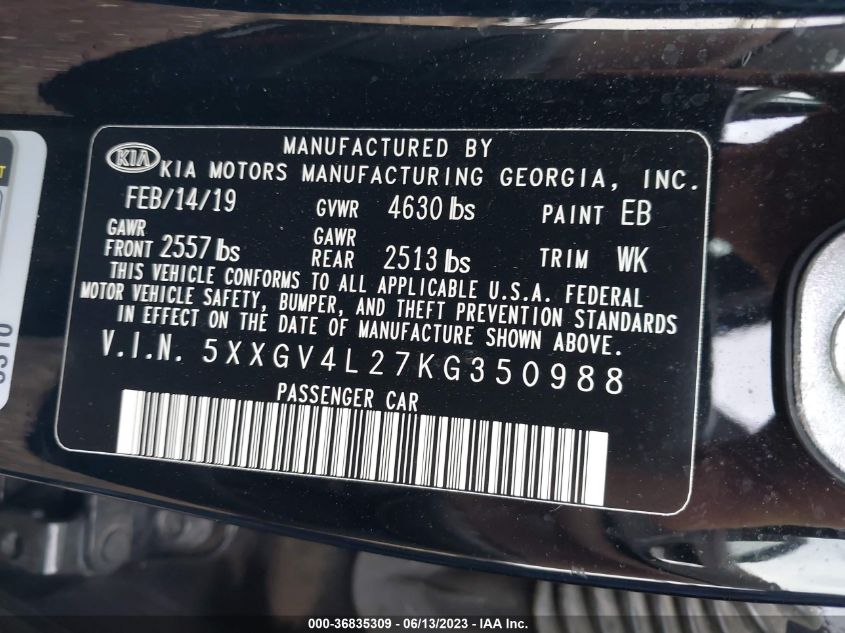 MANUFACTURED BY
KIA KIA MOTORS MANUFACTURING GEORGIA, INC.
FEB/14/19 GVWR 4630 lbs PAINT EB
GAWR FRONT 2557 lbs GAWR REAR 2513 lbs TRIM WK
THIS VEHICLE CONFORMS TO ALL APPLICABLE U.S.A. FEDERAL
MOTOR VEHICLE SAFETY, BUMPER, AND THEFT PREVENTION STANDARDS
IN EFFECT ON THE DATE OF MANUFACTURE SHOWN ABOVE.
V.I.N. 5XXGV4L27KG350988
PASSENGER CAR
000-36835309 - 06/13/2023 - IAA Inc.